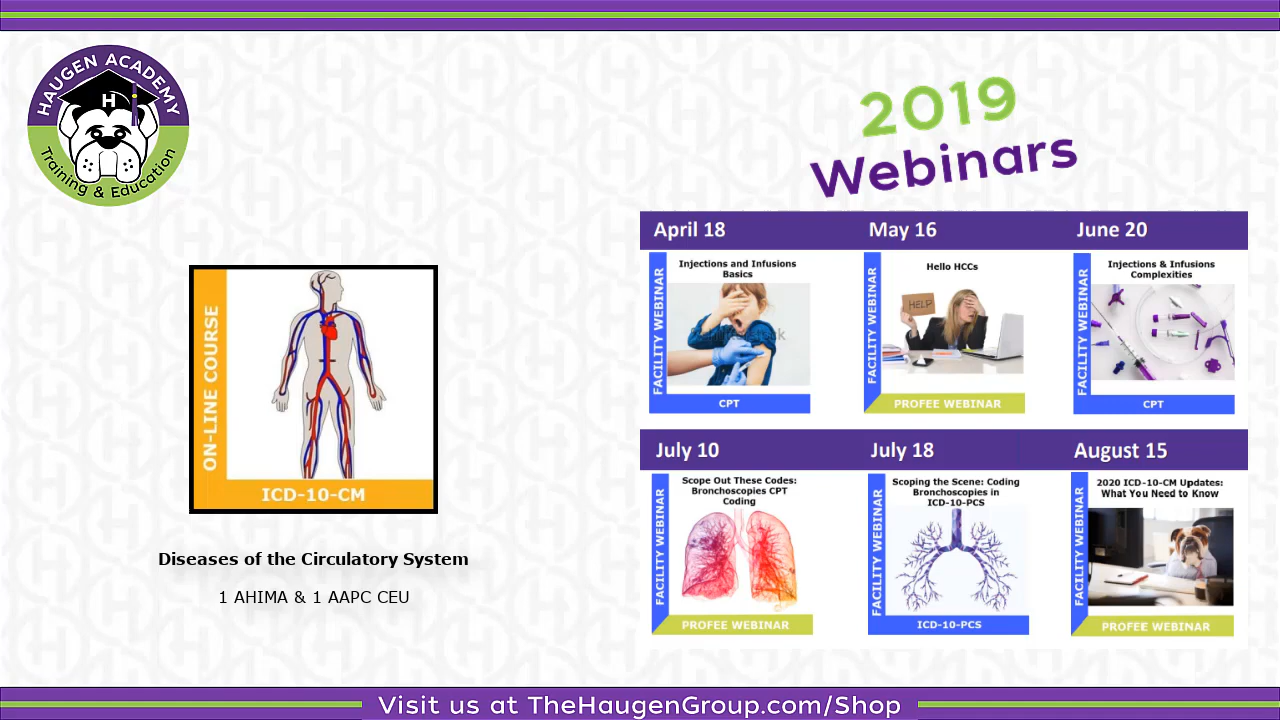 HAUGEN ACADEMY
H
Training & Education
ON-LINE COURSE
ICD-10-CM
Diseases of the Circulatory System
1 AHIMA & 1 AAPC CEU
2019
Webinars
April 18
May 16
June 20
FACILITY WEBINAR
Injections and Infusions
Basics
CPT
FACILITY WEBINAR
Hello HCCs
HELP
PROFEE WEBINAR
FACILITY WEBINAR
Injections & Infusions
Complexities
CPT
July 10
July 18
August 15
FACILITY WEBINAR
Scope Out These Codes:
Bronchoscopies CPT
Coding
PROFEE WEBINAR
FACILITY WEBINAR
Scoping the Scene: Coding
Bronchoscopies in
ICD-10-PCS
ICD-10-PCS
FACILITY WEBINAR
2020 ICD-10-CM Updates:
What You Need to Know
PROFEE WEBINAR
Visit us at TheHaugenGroup.com/Shop